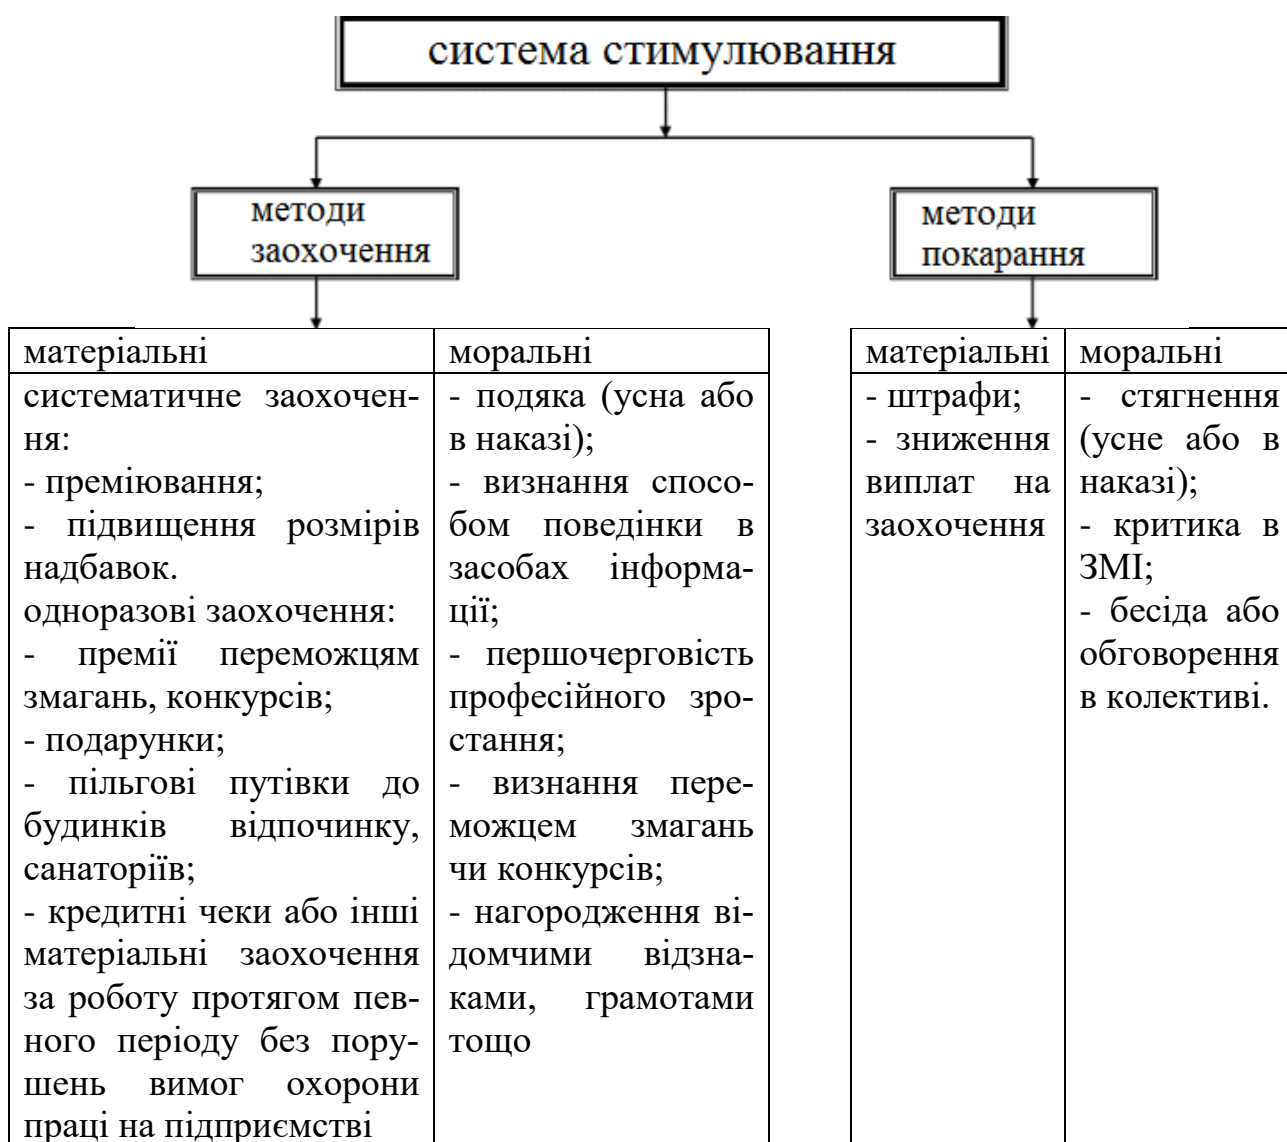 система стимулювання
методи
заохочення
методи
покарання
матеріальні
систематичне заохочен-
ня:
- преміювання;
- підвищення розмірів
надбавок.
одноразові заохочення:
- премії переможцям
змагань, конкурсів;
- подарунки;
- пільгові путівки до
будинків відпочинку,
санаторіїв;
- кредитні чеки або інші
матеріальні заохочення
за роботу протягом пев-
ного періоду без пору-
шень вимог охорони
праці на підприємстві
моральні
- подяка (усна або
в наказі);
- визнання спосо-
бом поведінки в
засобах інформа-
ції;
- першочерговість
професійного зро-
стання;
- визнання пере-
можцем змагань
чи конкурсів;
- нагородження ві-
домчими відзна-
ками, грамотами
тощо
матеріальні
- штрафи;
- зниження
виплат на
заохочення
моральні
- стягнення
(усне або в
наказі);
- критика в
ЗМІ;
- бесіда або
обговорення
в колективі.